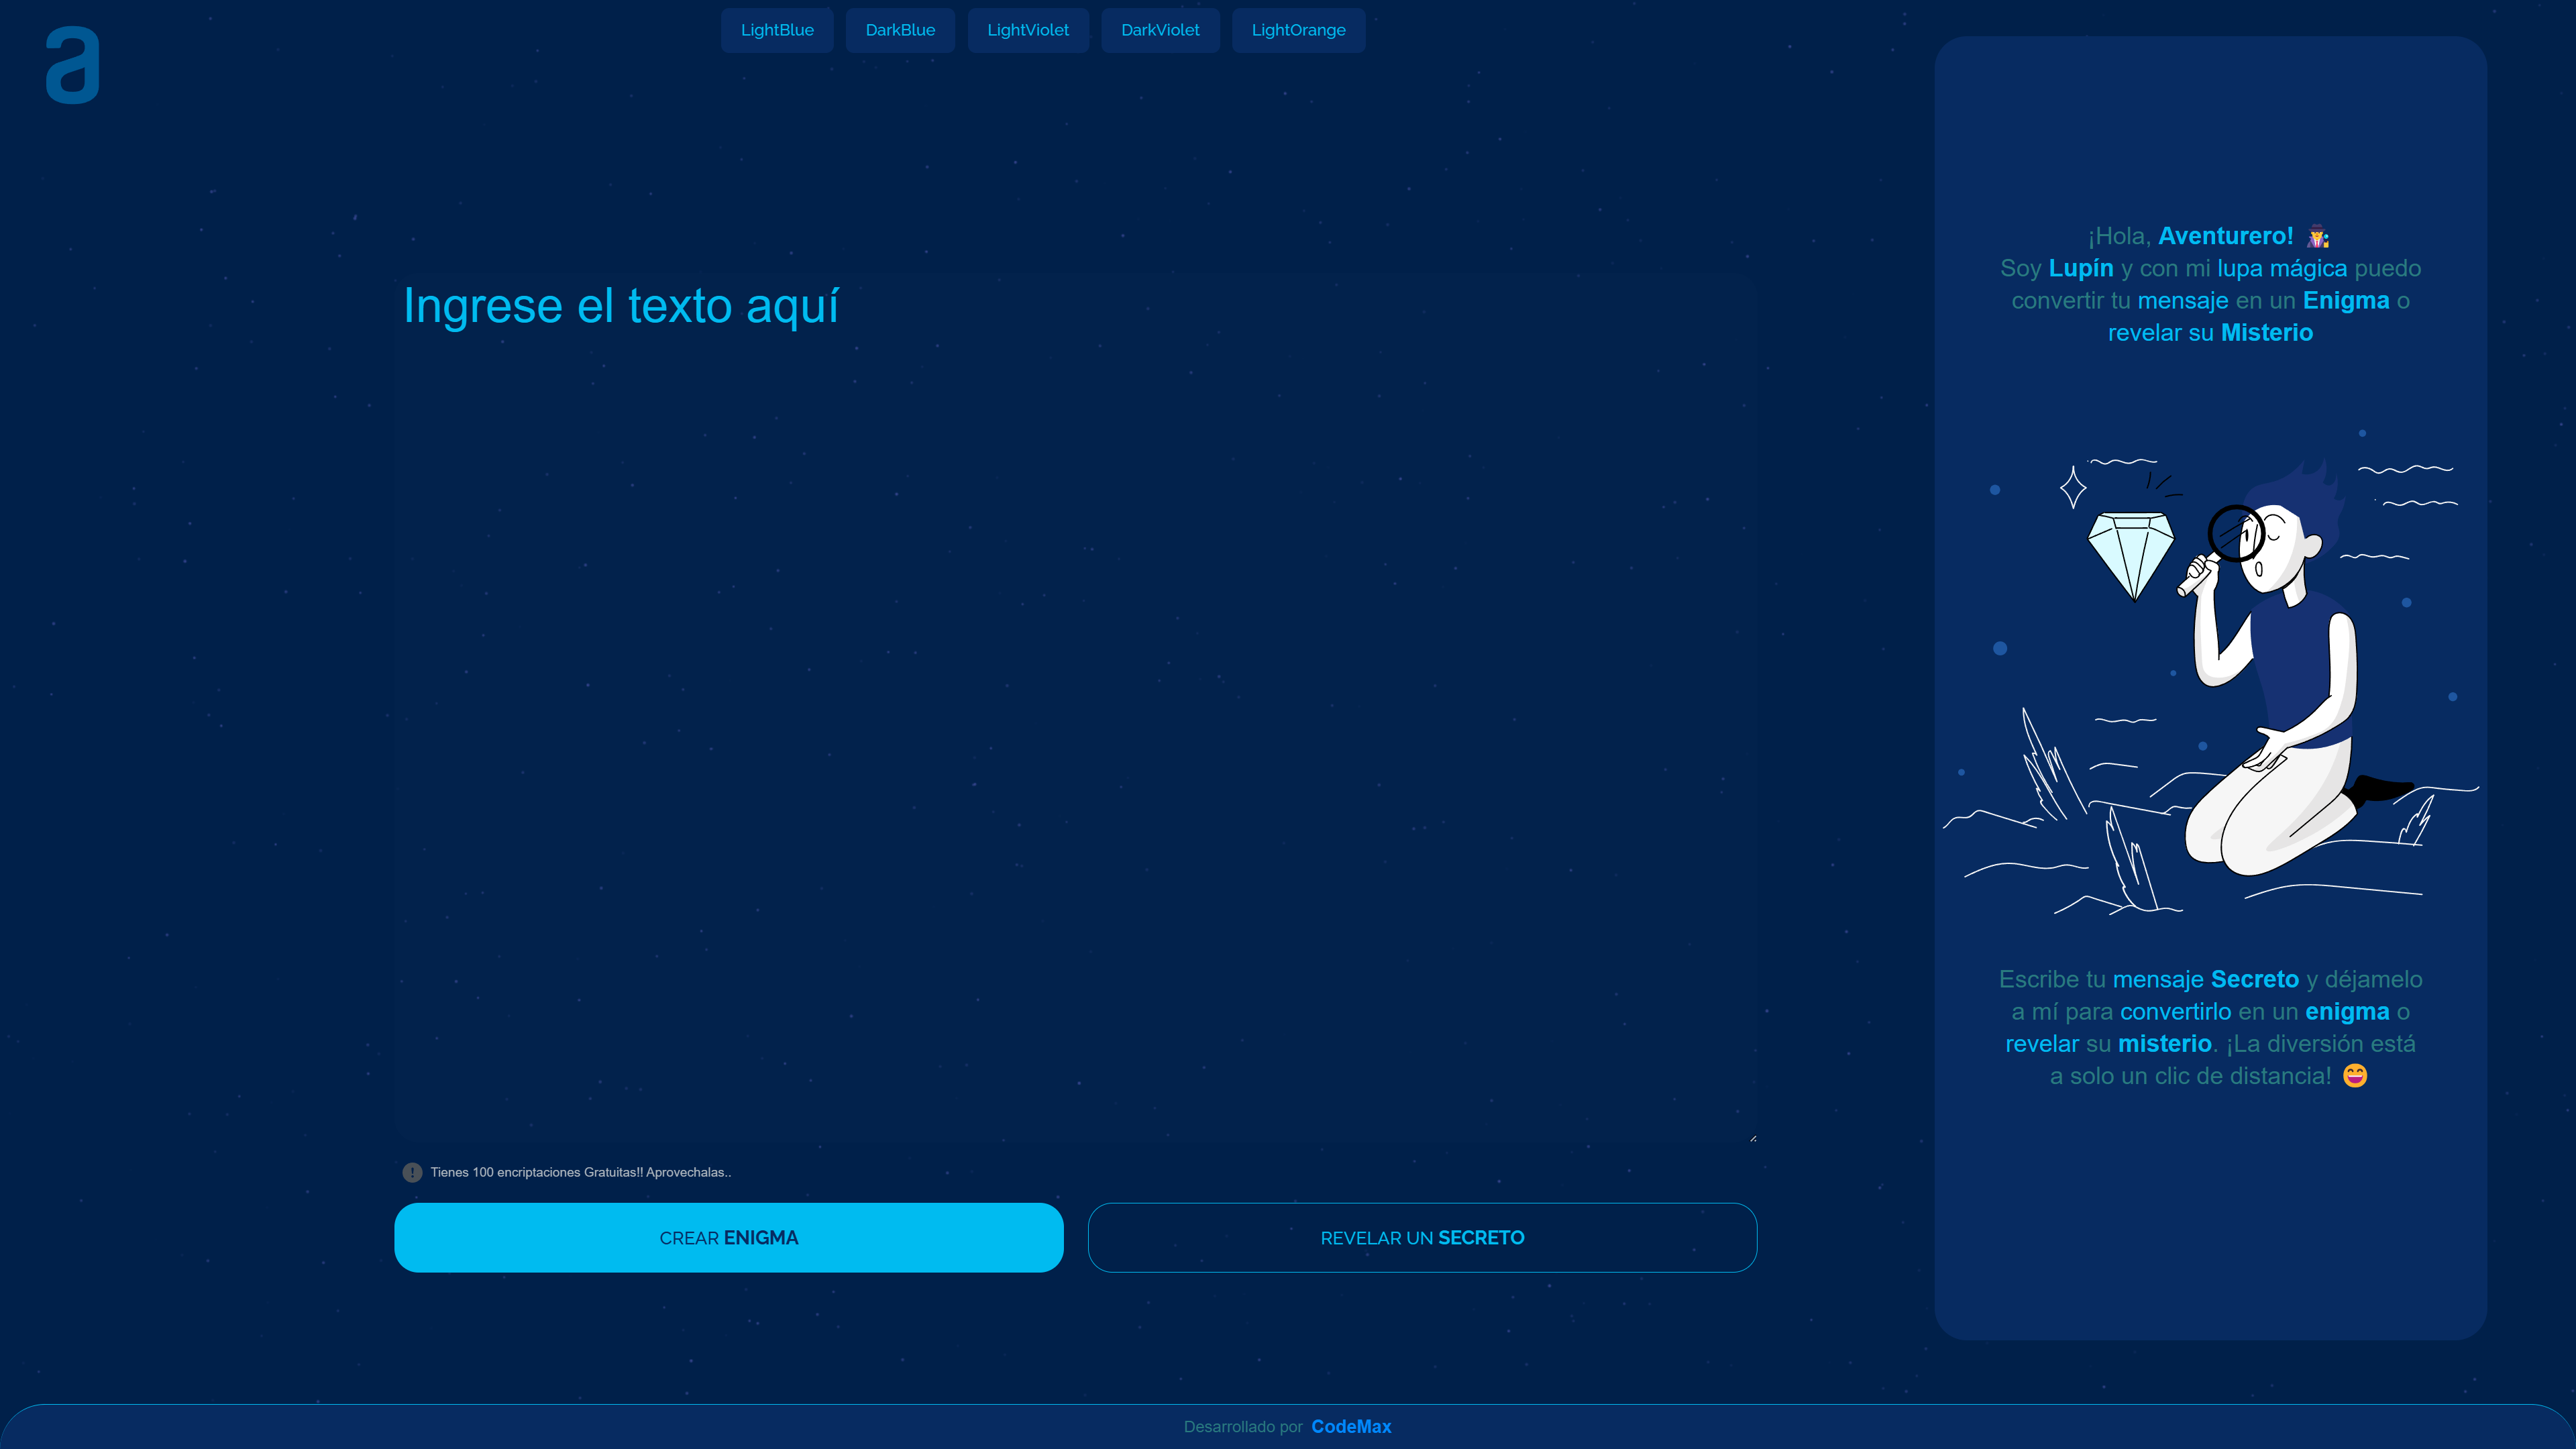 a
LightBlue
DarkBlue
LightViolet
DarkViolet
LightOrange
Ingrese el texto aquí
! Tienes 100 encriptaciones Gratuitas!! Aprovechalas..
CREAR ENIGMA
REVELAR UN SECRETO
¡Hola, Aventurero!
Soy Lupín y con mi lupa mágica puedo
convertir tu mensaje en un Enigma o
revelar su Misterio
Escribe tu mensaje Secreto y déjamelo
a mí para convertirlo en un enigma o
revelar su misterio. ¡La diversión está
a solo un clic de distancia! 😄
Desarrollado por CodeMax